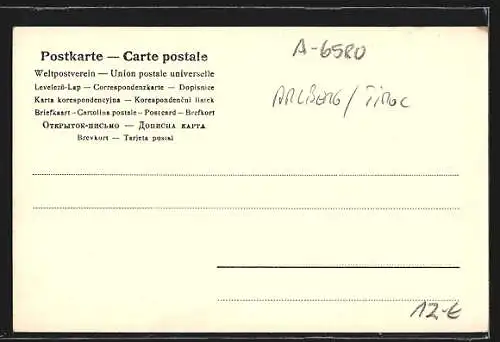 Postkarte — Carte postale
Weltpostverein — Union postale universelle
Levelező-Lap — Correspondenzkarte — Dopisnice
Karta korespondencyjna — Korespondenční lístek
Briefkaart — Cartolina postale — Postcard — Brefkort
Открытое-письмо — Дописна карта
Brevkort — Tarjeta postal
A-6580
ARLBERG / TIROL
12-€